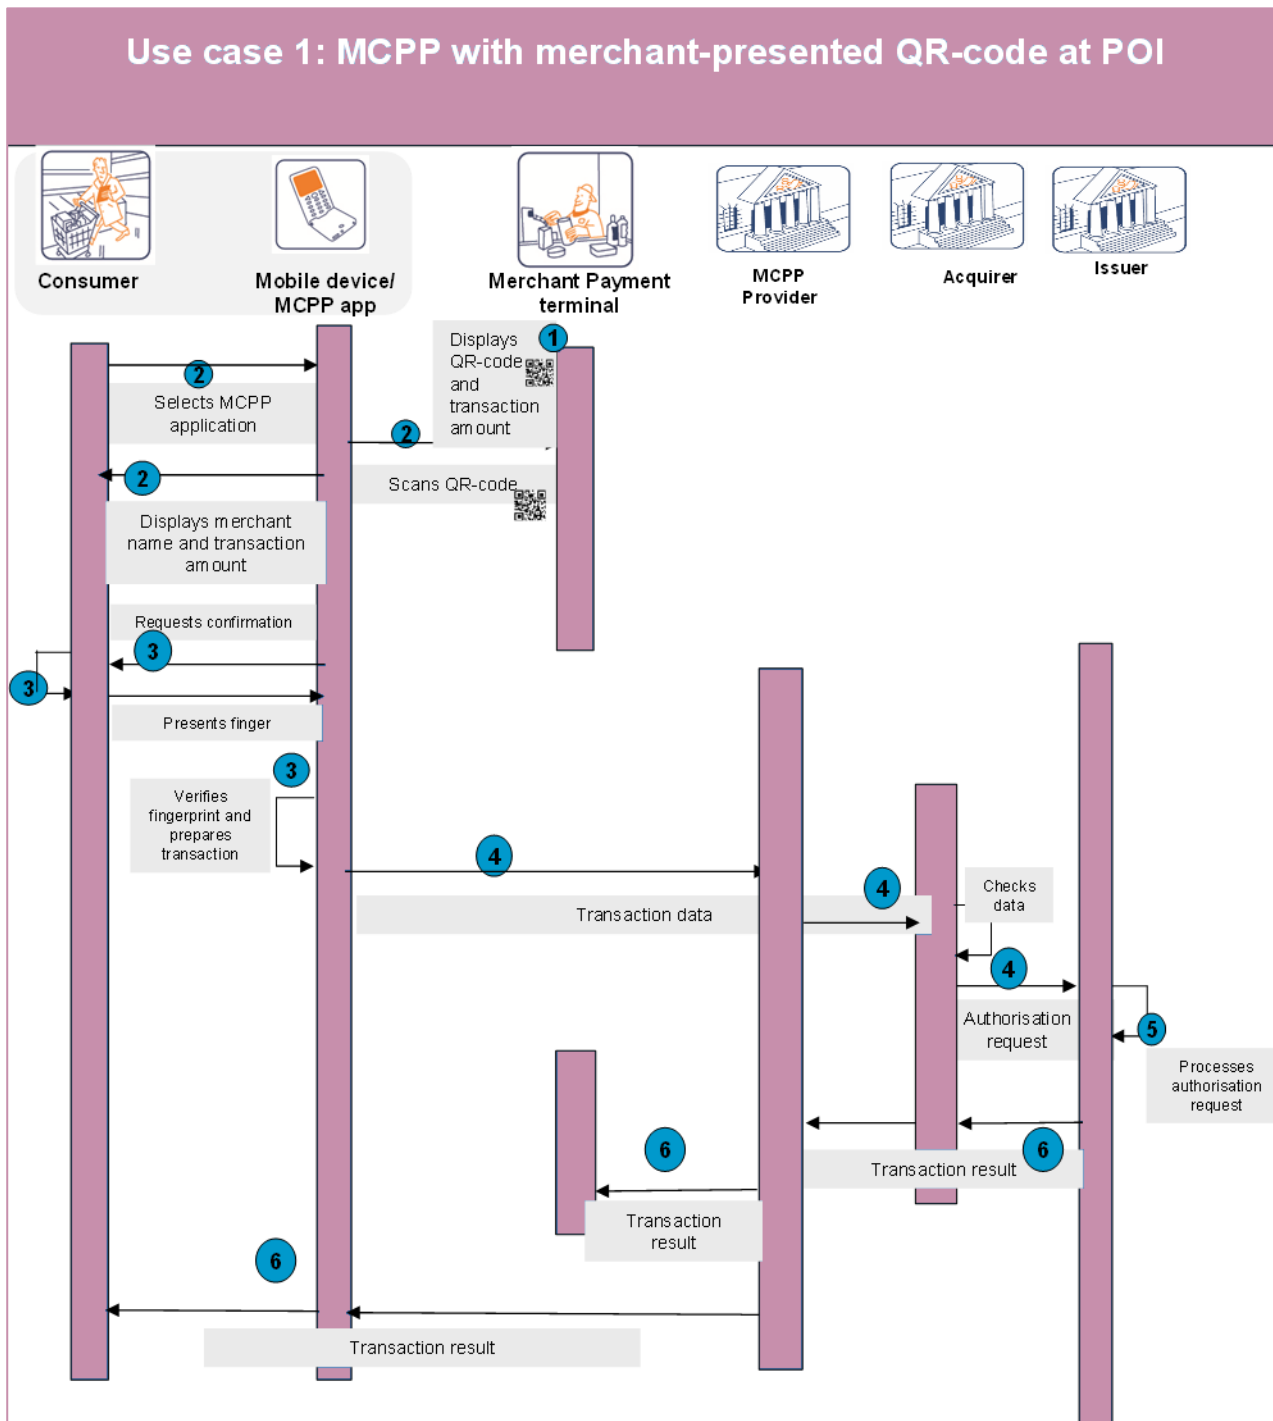 Use case 1: MCPP with merchant-presented QR-code at POI
Consumer
Mobile device/
MCPP app
Merchant Payment
terminal
MCPP
Provider
Acquirer
Issuer
1
Displays
QR-code
and
transaction
amount
2
Selects MCPP
application
2
Scans QR-code
2
Displays merchant
name and transaction
amount
Requests confirmation
3
3
Presents finger
3
Verifies
fingerprint and
prepares
transaction
4
Transaction data
4
Checks
data
4
Authorisation
request
5
Processes
authorisation
request
6
Transaction result
6
Transaction
result
6
Transaction result